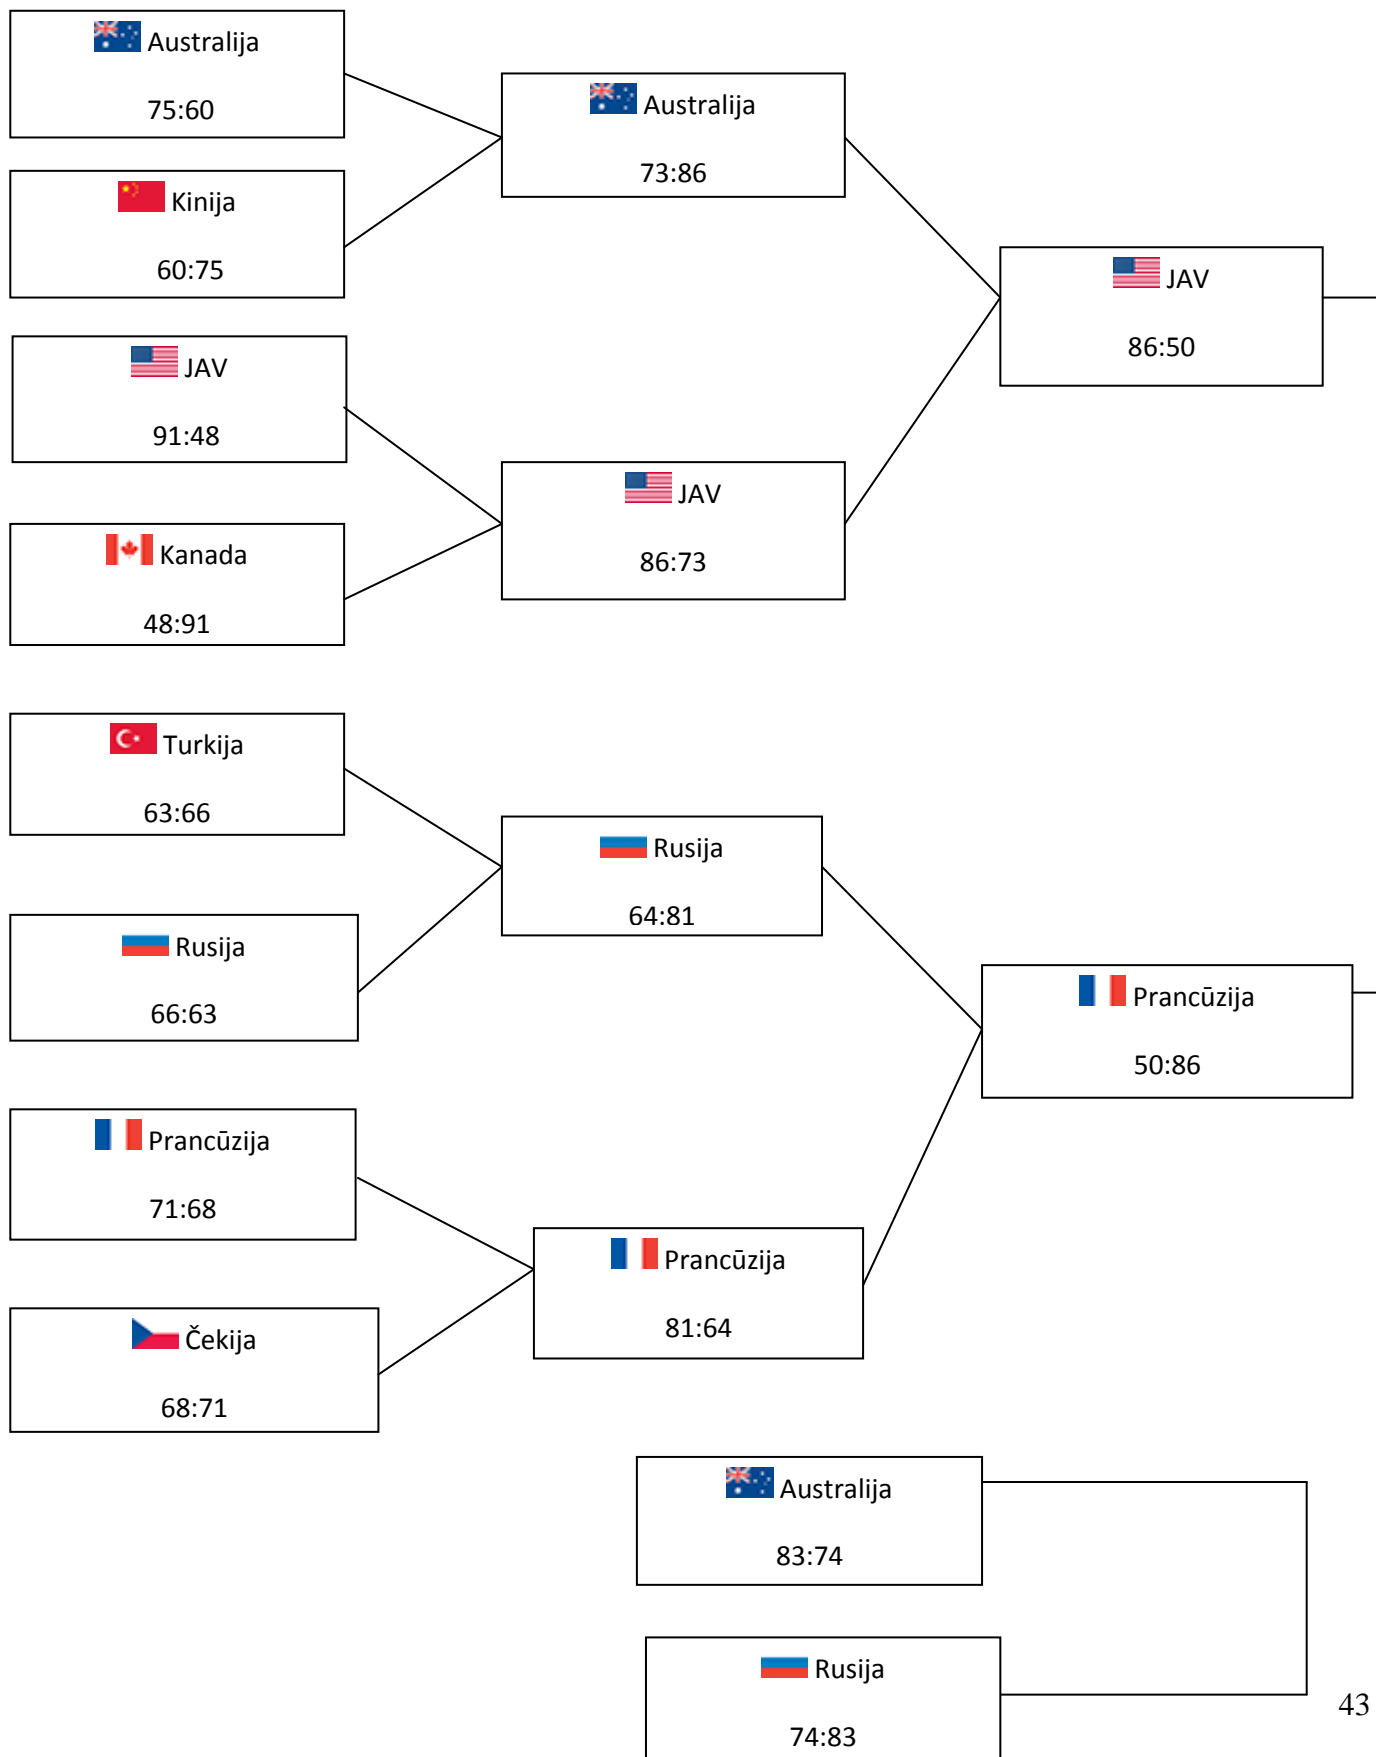 Australija
75:60
Kinija
60:75
JAV
91:48
Kanada
48:91
Australija
73:86
JAV
86:73
JAV
86:50
Turkija
63:66
Rusija
66:63
Prancūzija
71:68
Čekija
68:71
Rusija
64:81
Prancūzija
81:64
Prancūzija
50:86
Australija
83:74
Rusija
74:83
43